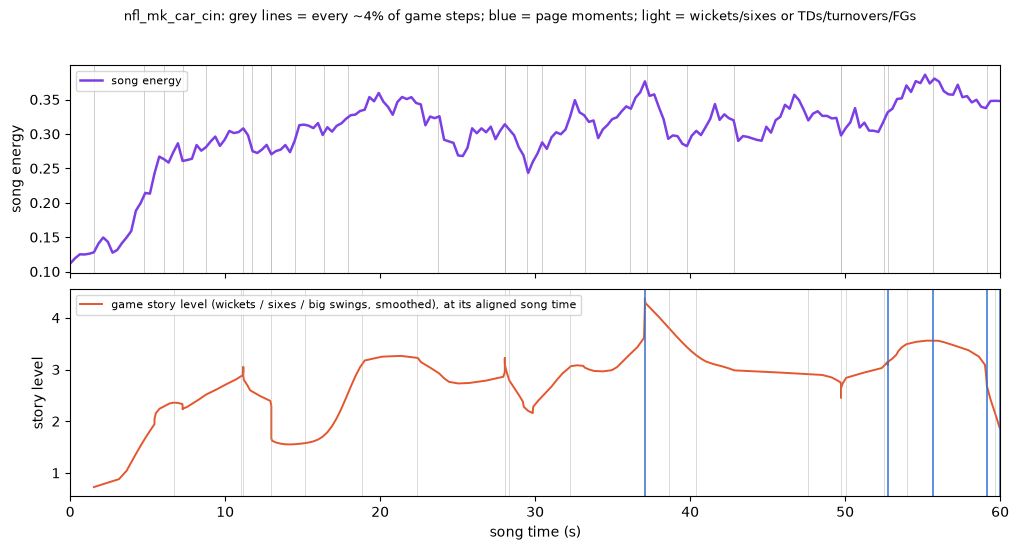 nfl_mk_car_cin: grey lines = every ~4% of game steps; blue = page moments; light = wickets/sixes or TDs/turnovers/FGs
song energy
song energy
0.35
0.30
0.25
0.20
0.15
0.10
game story level (wickets / sixes / big swings, smoothed), at its aligned song time
story level
4
3
2
1
0 10 20 30 40 50 60
song time (s)